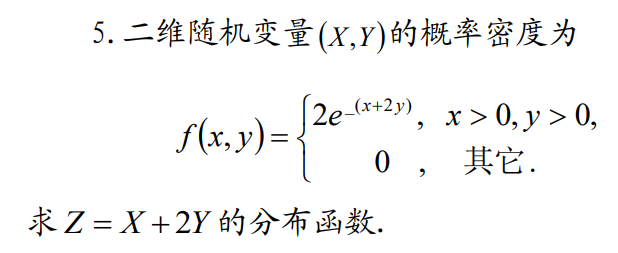 5. 二维随机变量(X,Y)的概率密度为
f(x,y)={2e^{-(x+2y)}, x>0,y>0,
0 , 其它.
求 Z=X+2Y 的分布函数.